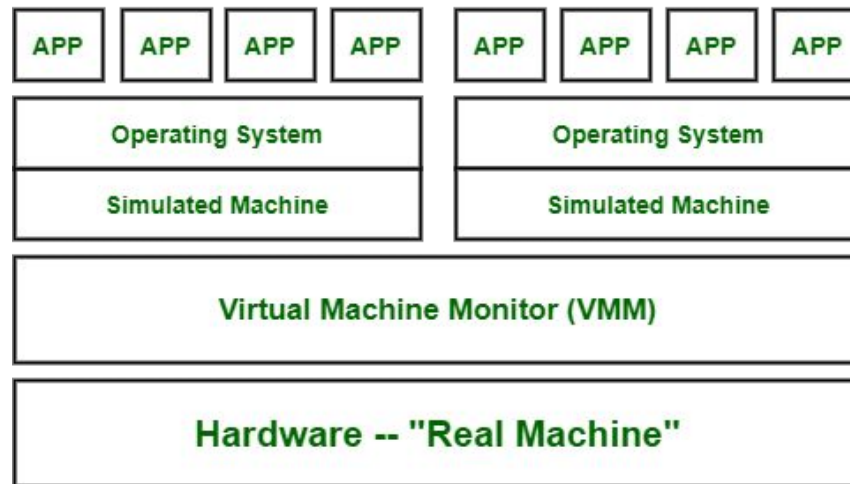 APP APP APP APP APP APP APP APP
Operating System Operating System
Simulated Machine Simulated Machine
Virtual Machine Monitor (VMM)
Hardware -- "Real Machine"